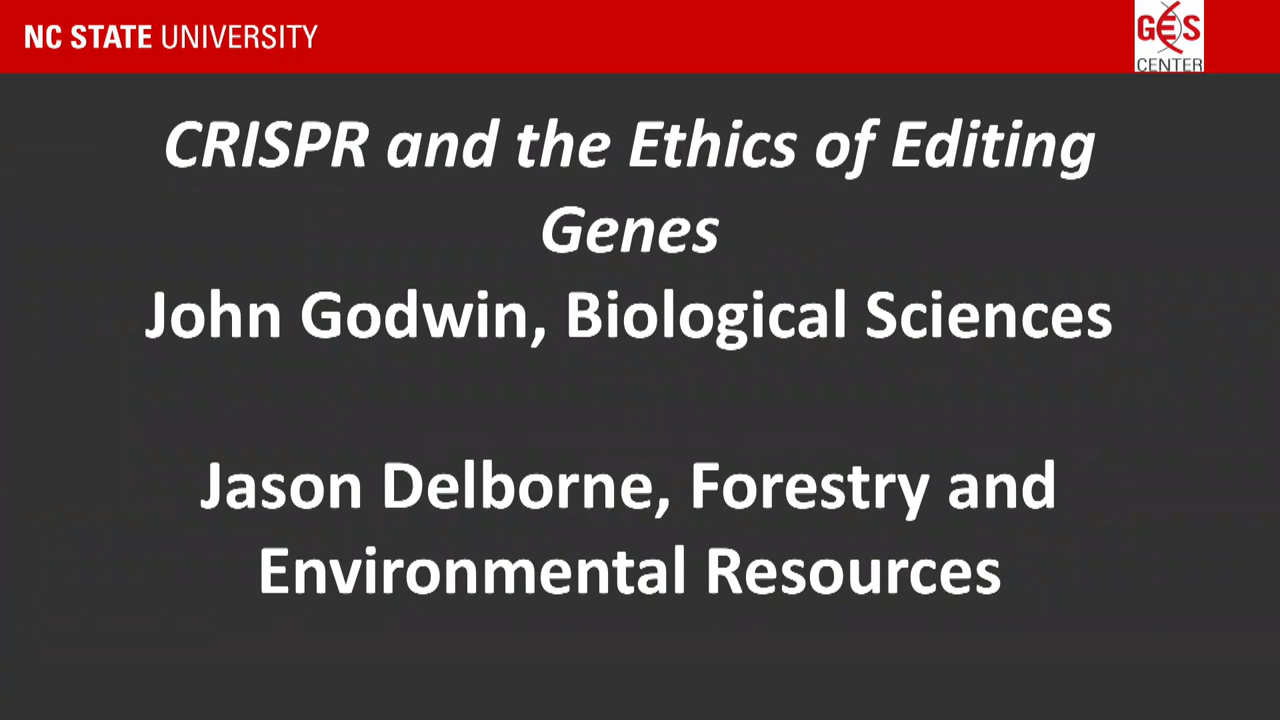 NC STATE UNIVERSITY
GES
CENTER
CRISPR and the Ethics of Editing
Genes
John Godwin, Biological Sciences
Jason Delborne, Forestry and
Environmental Resources